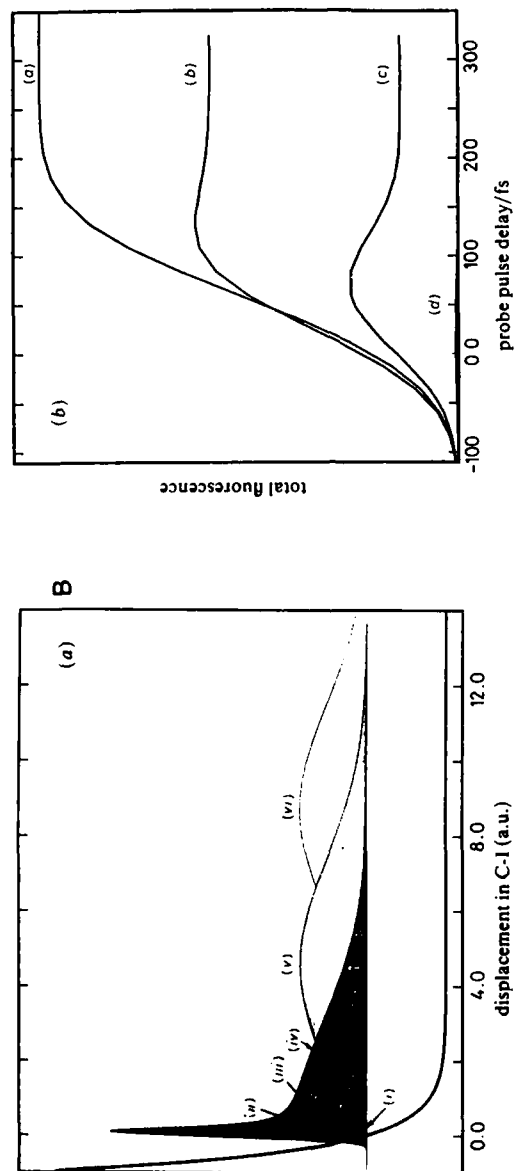 B
(a)
(ii)
(iii)
(iv)
(v)
(vi)
(i)
0.0 4.0 8.0 12.0
displacement in C-I (a.u.)
(b)
(a)
(b)
(c)
(d)
total fluorescence
-100 0.0 100 200 300
probe pulse delay/fs